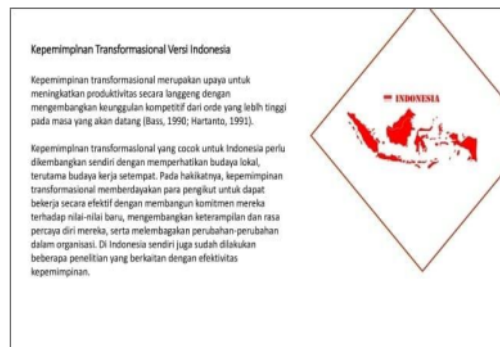 Kepemimpinan Transformasional Versi Indonesia
Kepemimpinan transformasional merupakan upaya untuk
meningkatkan produktivitas secara langgeng dengan
mengembangkan keunggulan kompetitif dari orde yang lebih tinggi
pada masa yang akan datang (Bass, 1990; Hartanto, 1991).
Kepemimpinan transformasional yang cocok untuk Indonesia perlu
dikembangkan sendiri dengan memperhatikan budaya lokal,
terutama budaya kerja setempat. Pada hakikatnya, kepemimpinan
transformasional memberdayakan para pengikut untuk dapat
bekerja secara efektif dengan membangun komitmen mereka
terhadap nilai-nilai baru, mengembangkan keterampilan dan rasa
percaya diri mereka, serta melembagakan perubahan-perubahan
dalam organisasi. Di Indonesia sendiri juga sudah dilakukan
beberapa penelitian yang berkaitan dengan efektivitas
kepemimpinan.
INDONESIA